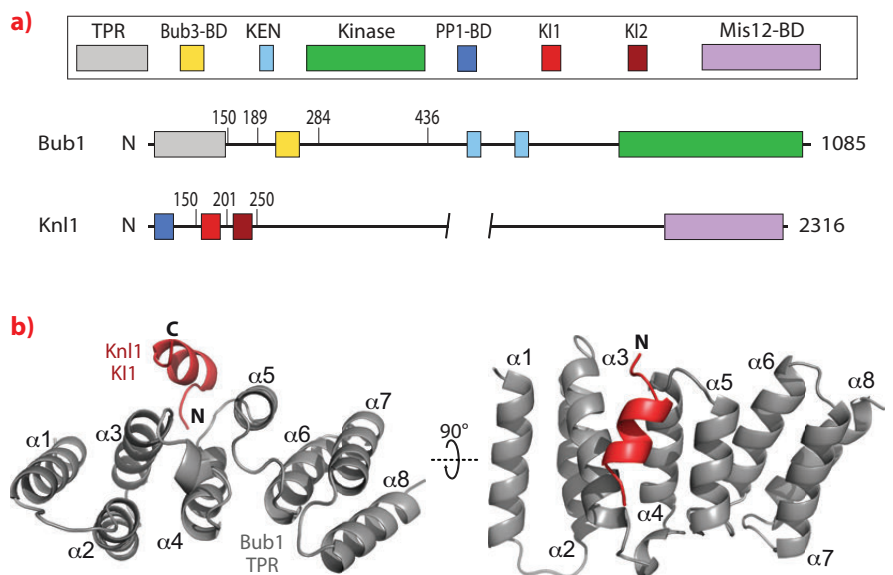 a)
TPR Bub3-BD KEN Kinase PP1-BD KI1 KI2 Mis12-BD
150 189 284 436
Bub1 N 1085
150 201 250
Knl1 N 2316
b)
C
Knl1
KI1
N
α1 α3 α5 α6 α7 α8
α2 α4
Bub1
TPR
90°
N
α1 α3 α5 α6 α8
α2 α4 α7